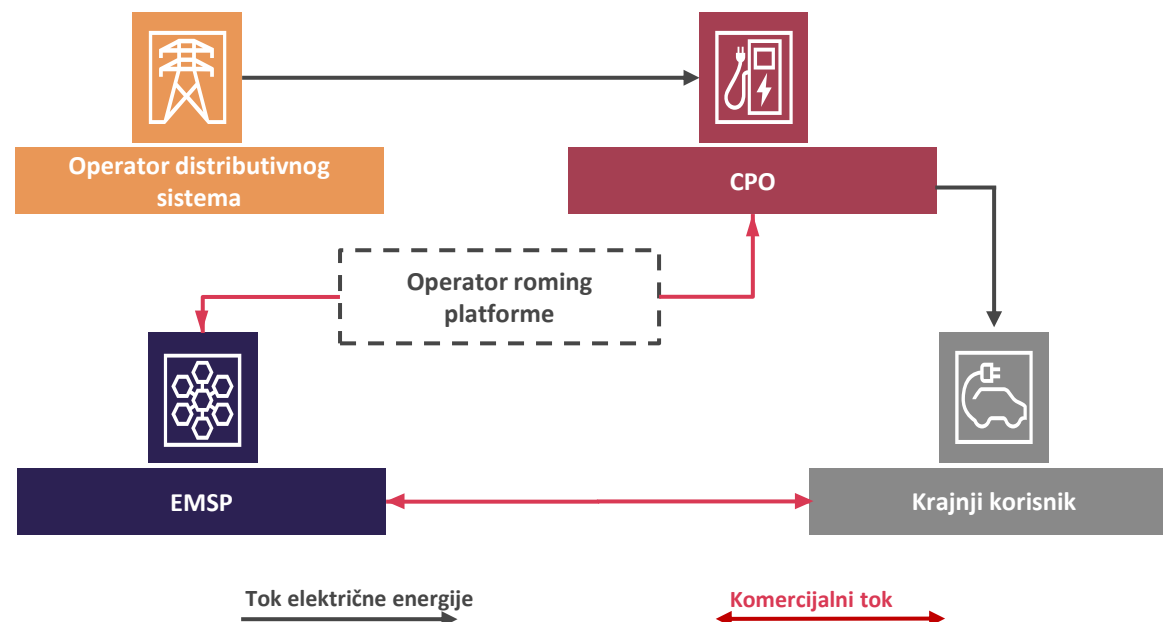 Operator distributivnog
sistema
CPO
Operator roming
platforme
EMSP
Krajnji korisnik
Tok električne energije
Komercijalni tok